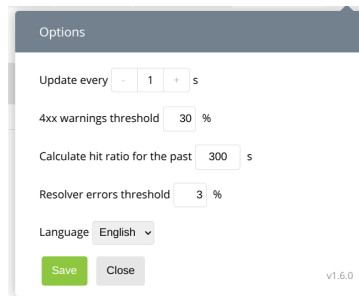 Options
Update every - 1 + s
4xx warnings threshold 30 %
Calculate hit ratio for the past 300 s
Resolver errors threshold 3 %
Language English
Save Close
v1.6.0